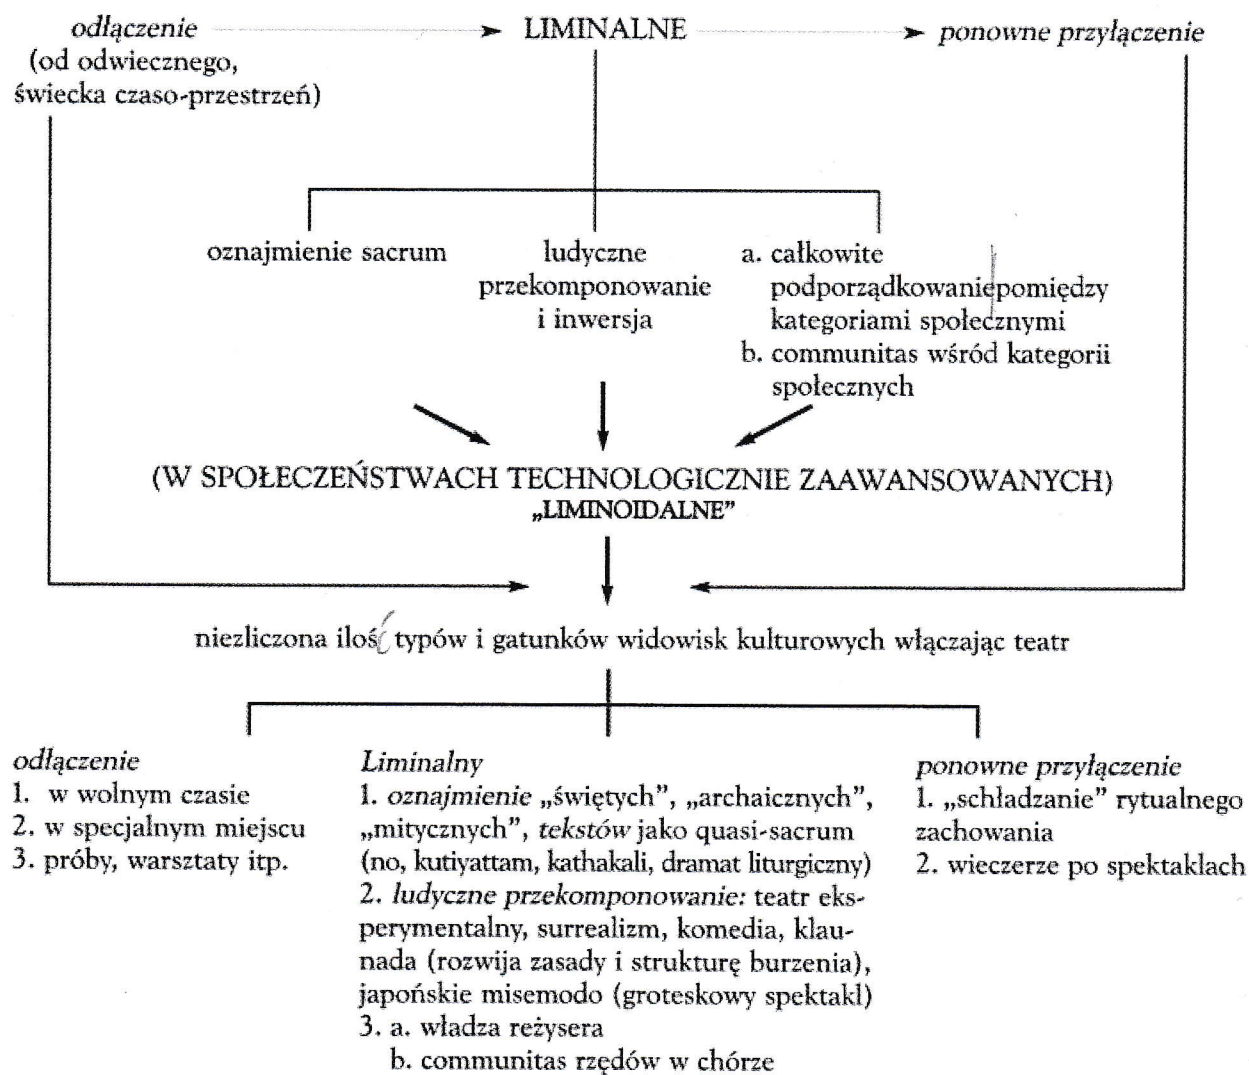 odłączenie
LIMINALNE
ponowne przyłączenie
(od odwiecznego,
świecka czaso-przestrzeń)
oznajmienie sacrum
ludyczne
przekomponowanie
i inwersja
a. całkowite
podporządkowanie pomiędzy
kategoriami społecznymi
b. communitas wśród kategorii
społecznych
(W SPOŁECZEŃSTWACH TECHNOLOGICZNIE ZAAWANSOWANYCH)
„LIMINOIDALNE”
niezliczona ilość typów i gatunków widowisk kulturowych włączając teatr
odłączenie
1. w wolnym czasie
2. w specjalnym miejscu
3. próby, warsztaty itp.
Liminalny
1. oznajmienie „świętych”, „archaicznych”,
„mitycznych”, tekstów jako quasi-sacrum
(no, kutiyattam, kathakali, dramat liturgiczny)
2. ludyczne przekomponowanie: teatr eks-
perymentalny, surrealizm, komedia, klau-
nada (rozwija zasady i strukturę burzenia),
japońskie misemodo (groteskowy spektakl)
3. a. władza reżysera
b. communitas rzędów w chórze
ponowne przyłączenie
1. „schładzanie” rytualnego
zachowania
2. wieczerze po spektaklach